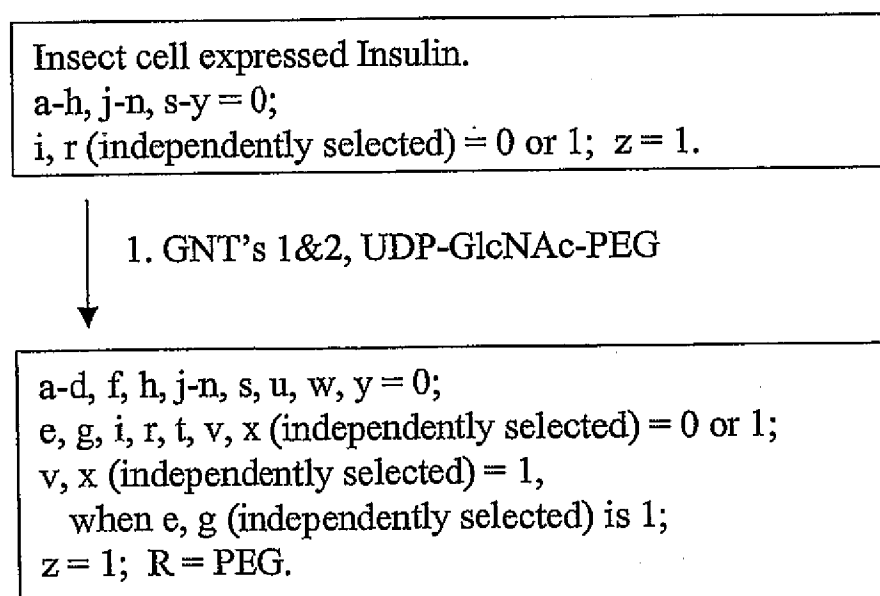 Insect cell expressed Insulin.
a-h, j-n, s-y = 0;
i, r (independently selected) = 0 or 1; z = 1.
1. GNT's 1&2, UDP-GlcNAc-PEG
a-d, f, h, j-n, s, u, w, y = 0;
e, g, i, r, t, v, x (independently selected) = 0 or 1;
v, x (independently selected) = 1,
when e, g (independently selected) is 1;
z = 1; R = PEG.